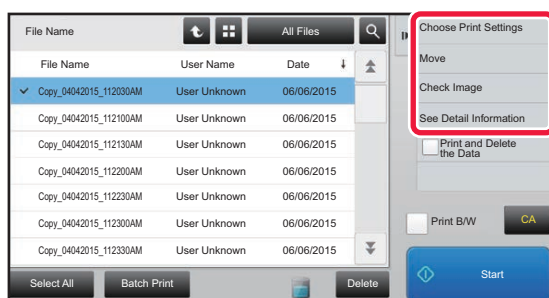 File Name
All Files
File Name User Name Date
Copy_04042015_112030AM User Unknown 06/06/2015
Copy_04042015_112100AM User Unknown 06/06/2015
Copy_04042015_112130AM User Unknown 06/06/2015
Copy_04042015_112200AM User Unknown 06/06/2015
Copy_04042015_112230AM User Unknown 06/06/2015
Copy_04042015_112300AM User Unknown 06/06/2015
Copy_04042015_112330AM User Unknown 06/06/2015
Select All
Batch Print
Delete
Choose Print Settings
Move
Check Image
See Detail Information
Print and Delete
the Data
Print B/W
CA
Start